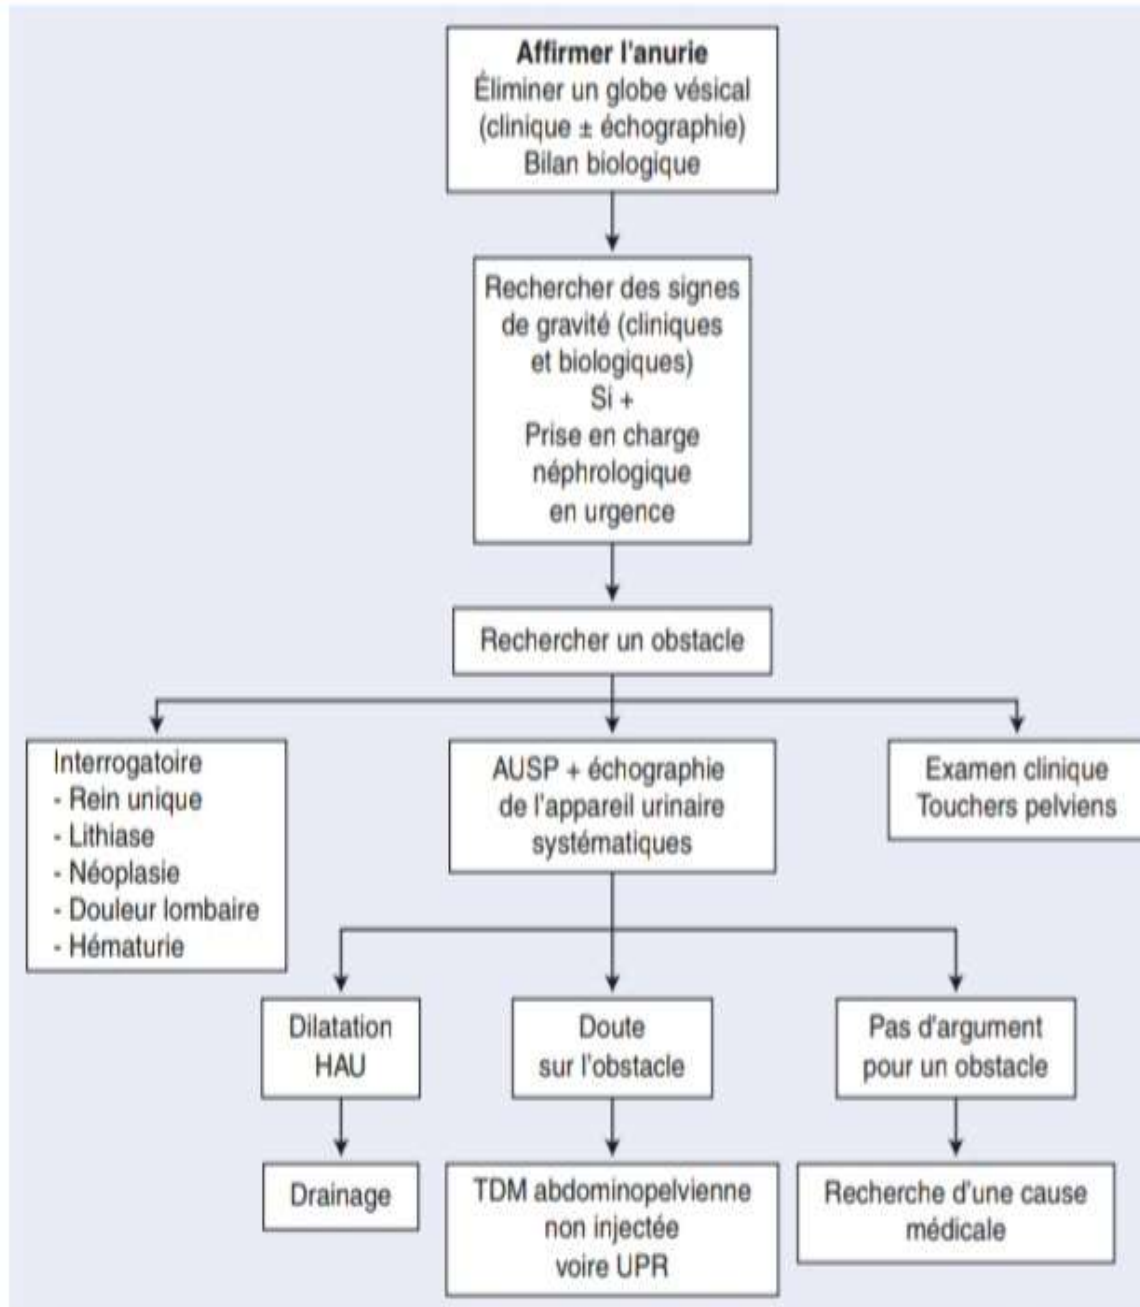 Affirmer l'anurie
Éliminer un globe vésical
(clinique ± échographie)
Bilan biologique
Rechercher des signes
de gravité (cliniques
et biologiques)
Si +
Prise en charge
néphrologique
en urgence
Rechercher un obstacle
Interrogatoire
- Rein unique
- Lithiase
- Néoplasie
- Douleur lombaire
- Hématurie
AUSP + échographie
de l'appareil urinaire
systématiques
Examen clinique
Touchers pelviens
Dilatation
HAU
Doute
sur l'obstacle
Pas d'argument
pour un obstacle
Drainage
TDM abdominopelvienne
non injectée
voire UPR
Recherche d'une cause
médicale